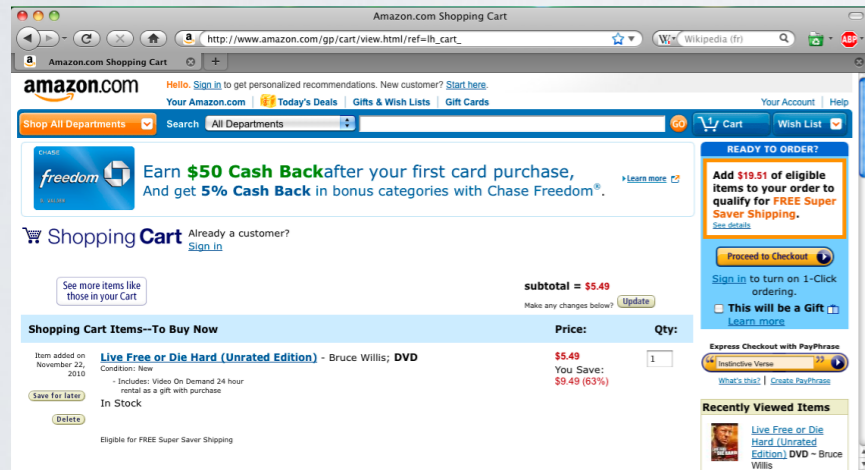 Amazon.com Shopping Cart
http://www.amazon.com/gp/cart/view.html/ref=lh_cart_
Wikipedia (fr)
ABP
Amazon.com Shopping Cart
amazon.com
Hello. Sign in to get personalized recommendations. New customer? Start here.
Your Amazon.com | Today's Deals | Gifts & Wish Lists | Gift Cards
Your Account | Help
Shop All Departments
Search All Departments
GO
1 Cart
Wish List
CHASE
freedom
Earn $50 Cash Backafter your first card purchase,
And get 5% Cash Back in bonus categories with Chase Freedom®.
Learn more
READY TO ORDER?
Add $19.51 of eligible
items to your order to
qualify for FREE Super
Saver Shipping.
See details
Proceed to Checkout
Sign in to turn on 1-Click
ordering.
This will be a Gift
Learn more
Shopping Cart
Already a customer?
Sign in
See more items like
those in your Cart
subtotal = $5.49
Make any changes below? Update
Shopping Cart Items--To Buy Now
Price:
Qty:
Item added on
November 22,
2010
Save for later
Delete
Live Free or Die Hard (Unrated Edition) - Bruce Willis; DVD
Condition: New
- Includes: Video On Demand 24 hour
rental as a gift with purchase
In Stock
Eligible for FREE Super Saver Shipping
$5.49
You Save:
$9.49 (63%)
1
Express Checkout with PayPhrase
Instinctive Verse
What's this? | Create PayPhrase
Recently Viewed Items
Live Free or Die
Hard (Unrated
Edition) DVD ~ Bruce
Willis